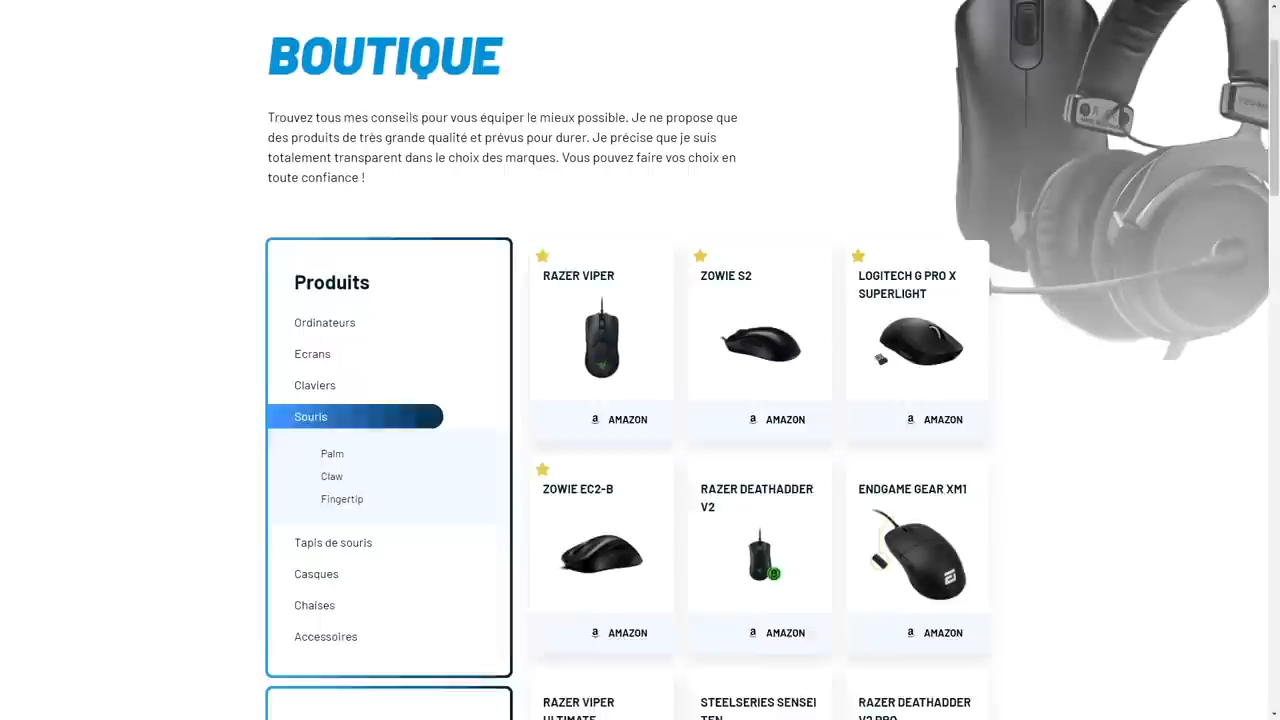 BOUTIQUE
Trouvez tous mes conseils pour vous équiper le mieux possible. Je ne propose que
des produits de très grande qualité et prévus pour durer. Je précise que je suis
totalement transparent dans le choix des marques. Vous pouvez faire vos choix en
toute confiance !
Produits
Ordinateurs
Ecrans
Claviers
Souris
Palm
Claw
Fingertip
Tapis de souris
Casques
Chaises
Accessoires
RAZER VIPER
AMAZON
ZOWIE S2
AMAZON
LOGITECH G PRO X
SUPERLIGHT
AMAZON
ZOWIE EC2-B
AMAZON
RAZER DEATHADDER
V2
AMAZON
ENDGAME GEAR XM1
AMAZON
RAZER VIPER
ULTIMATE
STEELSERIES SENSEI
TEN
RAZER DEATHADDER
V2 PRO